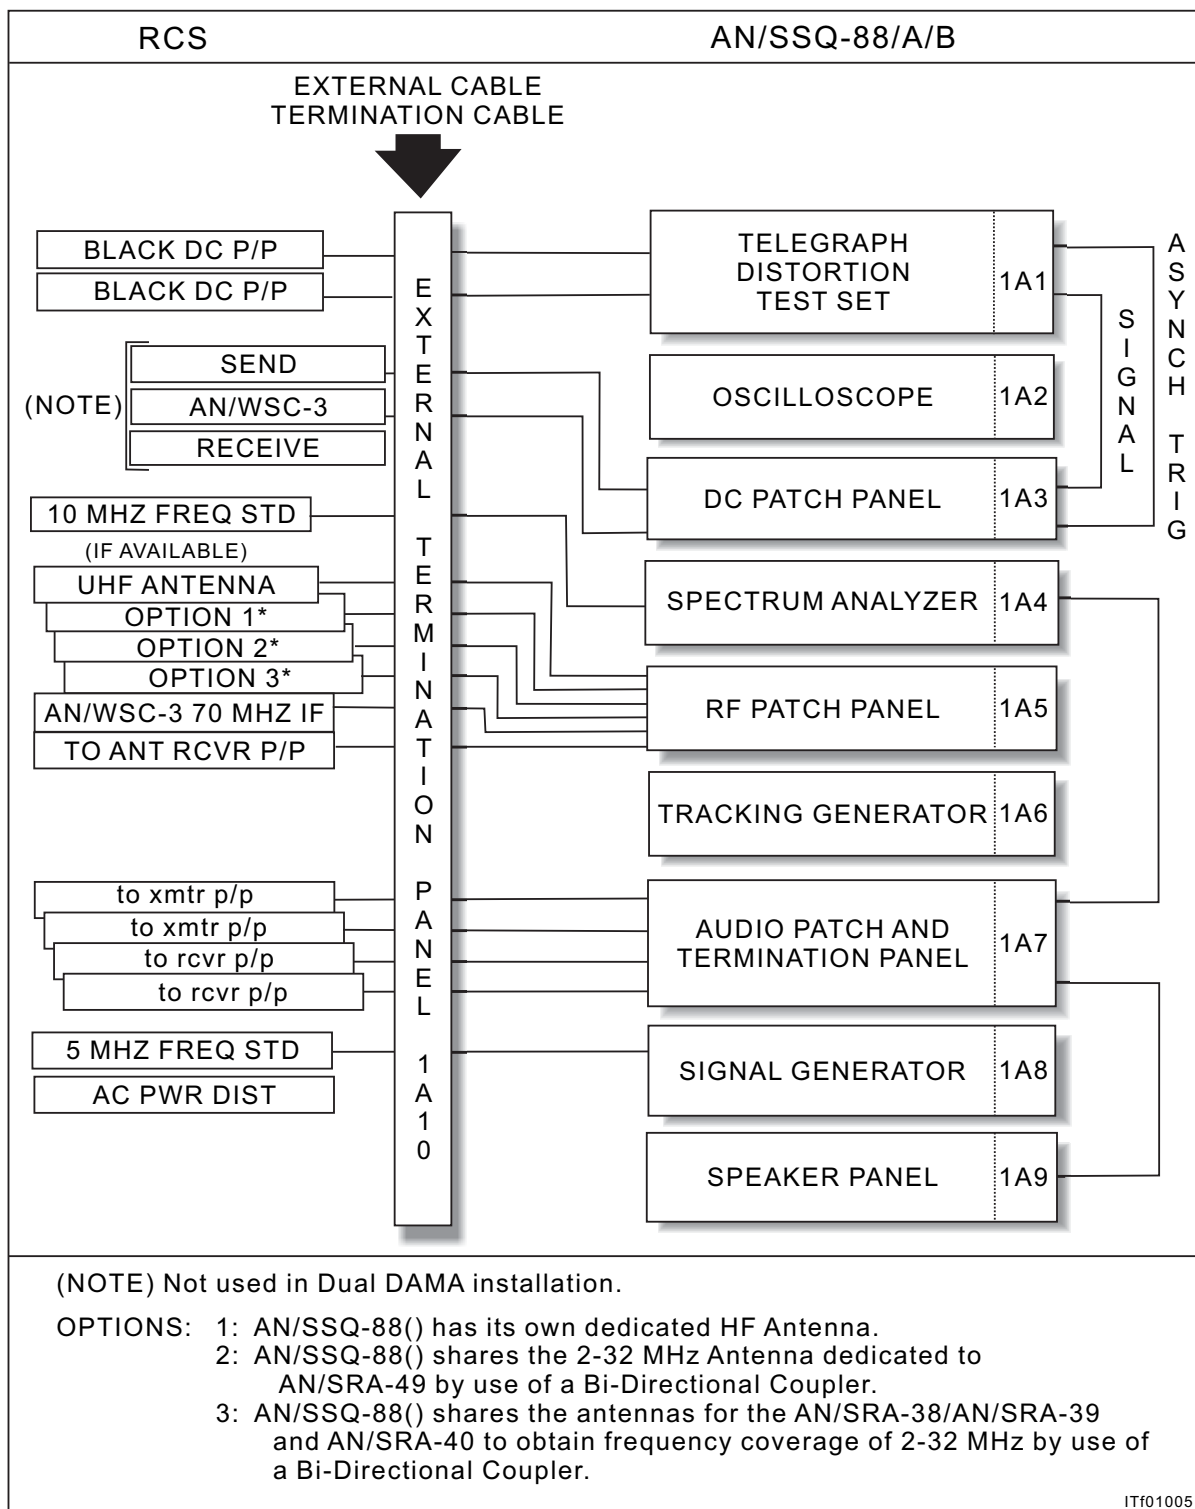 RCS
AN/SSQ-88/A/B
EXTERNAL CABLE
TERMINATION CABLE
BLACK DC P/P
BLACK DC P/P
(NOTE)
SEND
AN/WSC-3
RECEIVE
10 MHZ FREQ STD
(IF AVAILABLE)
UHF ANTENNA
OPTION 1*
OPTION 2*
OPTION 3*
AN/WSC-3 70 MHZ IF
TO ANT RCVR P/P
to xmtr p/p
to xmtr p/p
to rcvr p/p
to rcvr p/p
5 MHZ FREQ STD
AC PWR DIST
EXTERNAL TERMINATION PANEL 1A10
TELEGRAPH
DISTORTION
TEST SET
1A1
OSCILLOSCOPE
1A2
DC PATCH PANEL
1A3
SPECTRUM ANALYZER
1A4
RF PATCH PANEL
1A5
TRACKING GENERATOR
1A6
AUDIO PATCH AND
TERMINATION PANEL
1A7
SIGNAL GENERATOR
1A8
SPEAKER PANEL
1A9
SIGNAL
ASYNCH TRIG
(NOTE) Not used in Dual DAMA installation.
OPTIONS: 1: AN/SSQ-88() has its own dedicated HF Antenna.
2: AN/SSQ-88() shares the 2-32 MHz Antenna dedicated to
AN/SRA-49 by use of a Bi-Directional Coupler.
3: AN/SSQ-88() shares the antennas for the AN/SRA-38/AN/SRA-39
and AN/SRA-40 to obtain frequency coverage of 2-32 MHz by use of
a Bi-Directional Coupler.
ITf01005